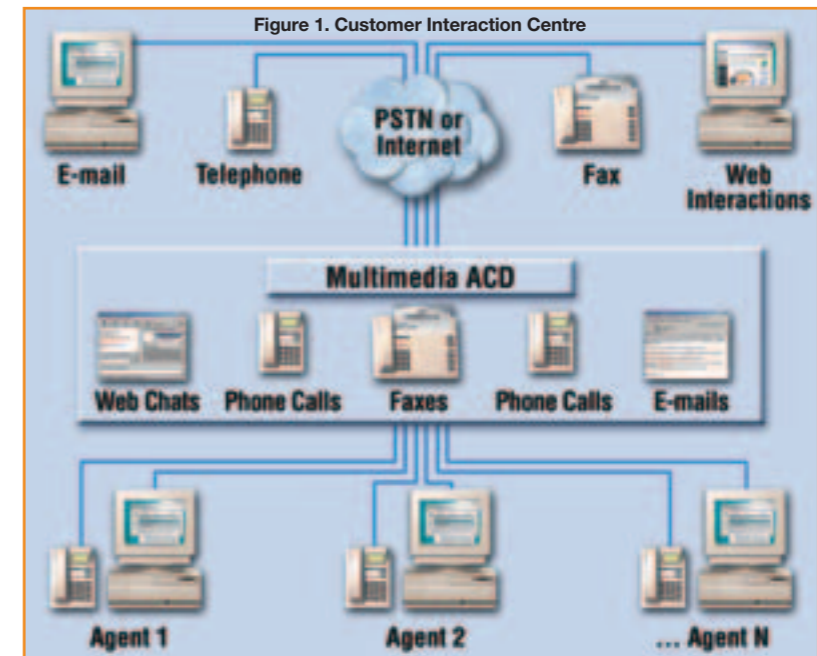 Figure 1. Customer Interaction Centre
PSTN or
Internet
E-mail
Telephone
Fax
Web
Interactions
Multimedia ACD
Web Chats
Phone Calls
Faxes
Phone Calls
E-mails
Agent 1
Agent 2
... Agent N